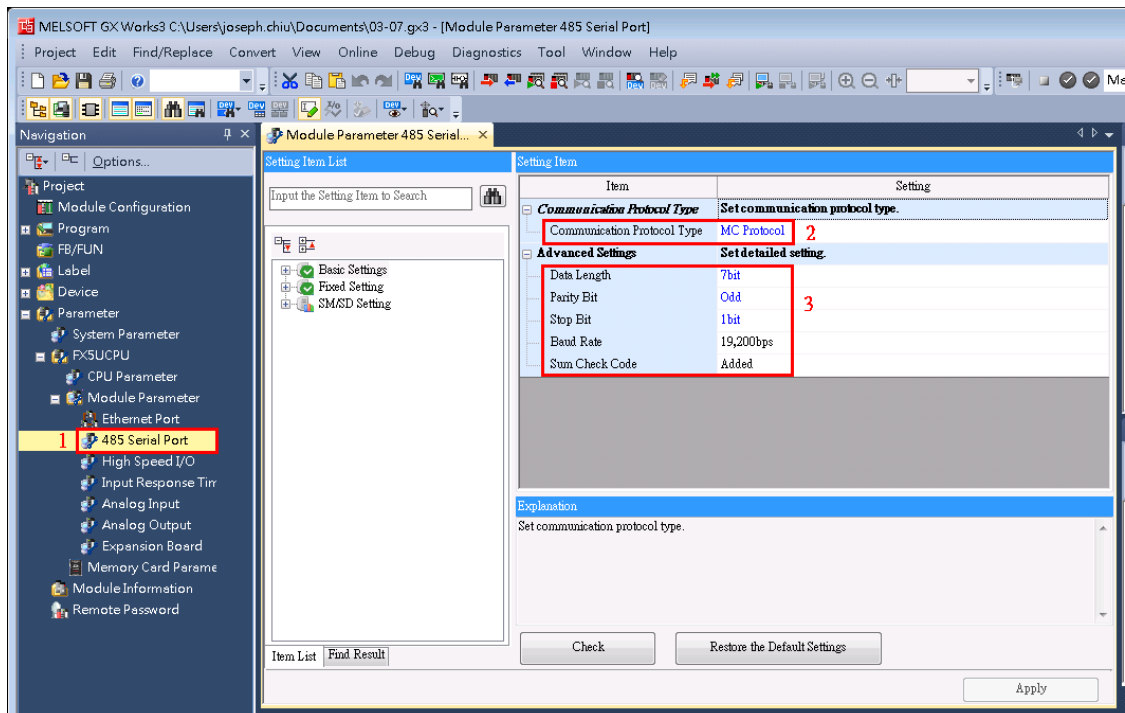 MELSOFT GX Works3 C:\Users\joseph.chiu\Documents\03-07.gx3 - [Module Parameter 485 Serial Port]
Project Edit Find/Replace Convert View Online Debug Diagnostics Tool Window Help
Navigation
Options...
Project
Module Configuration
Program
FB/FUN
Label
Device
Parameter
System Parameter
FX5UCPU
CPU Parameter
Module Parameter
Ethernet Port
1 485 Serial Port
High Speed I/O
Input Response Tim
Analog Input
Analog Output
Expansion Board
Memory Card Parame
Module Information
Remote Password
Module Parameter 485 Serial...
Setting Item List
Input the Setting Item to Search
Basic Settings
Fixed Setting
SM/SD Setting
Item List Find Result
Setting Item
Item Setting
Communication Protocol Type Set communication protocol type.
Communication Protocol Type MC Protocol 2
Advanced Settings Set detailed setting.
Data Length 7bit
Parity Bit Odd
3
Stop Bit 1bit
Baud Rate 19,200bps
Sum Check Code Added
Explanation
Set communication protocol type.
Check Restore the Default Settings
Apply